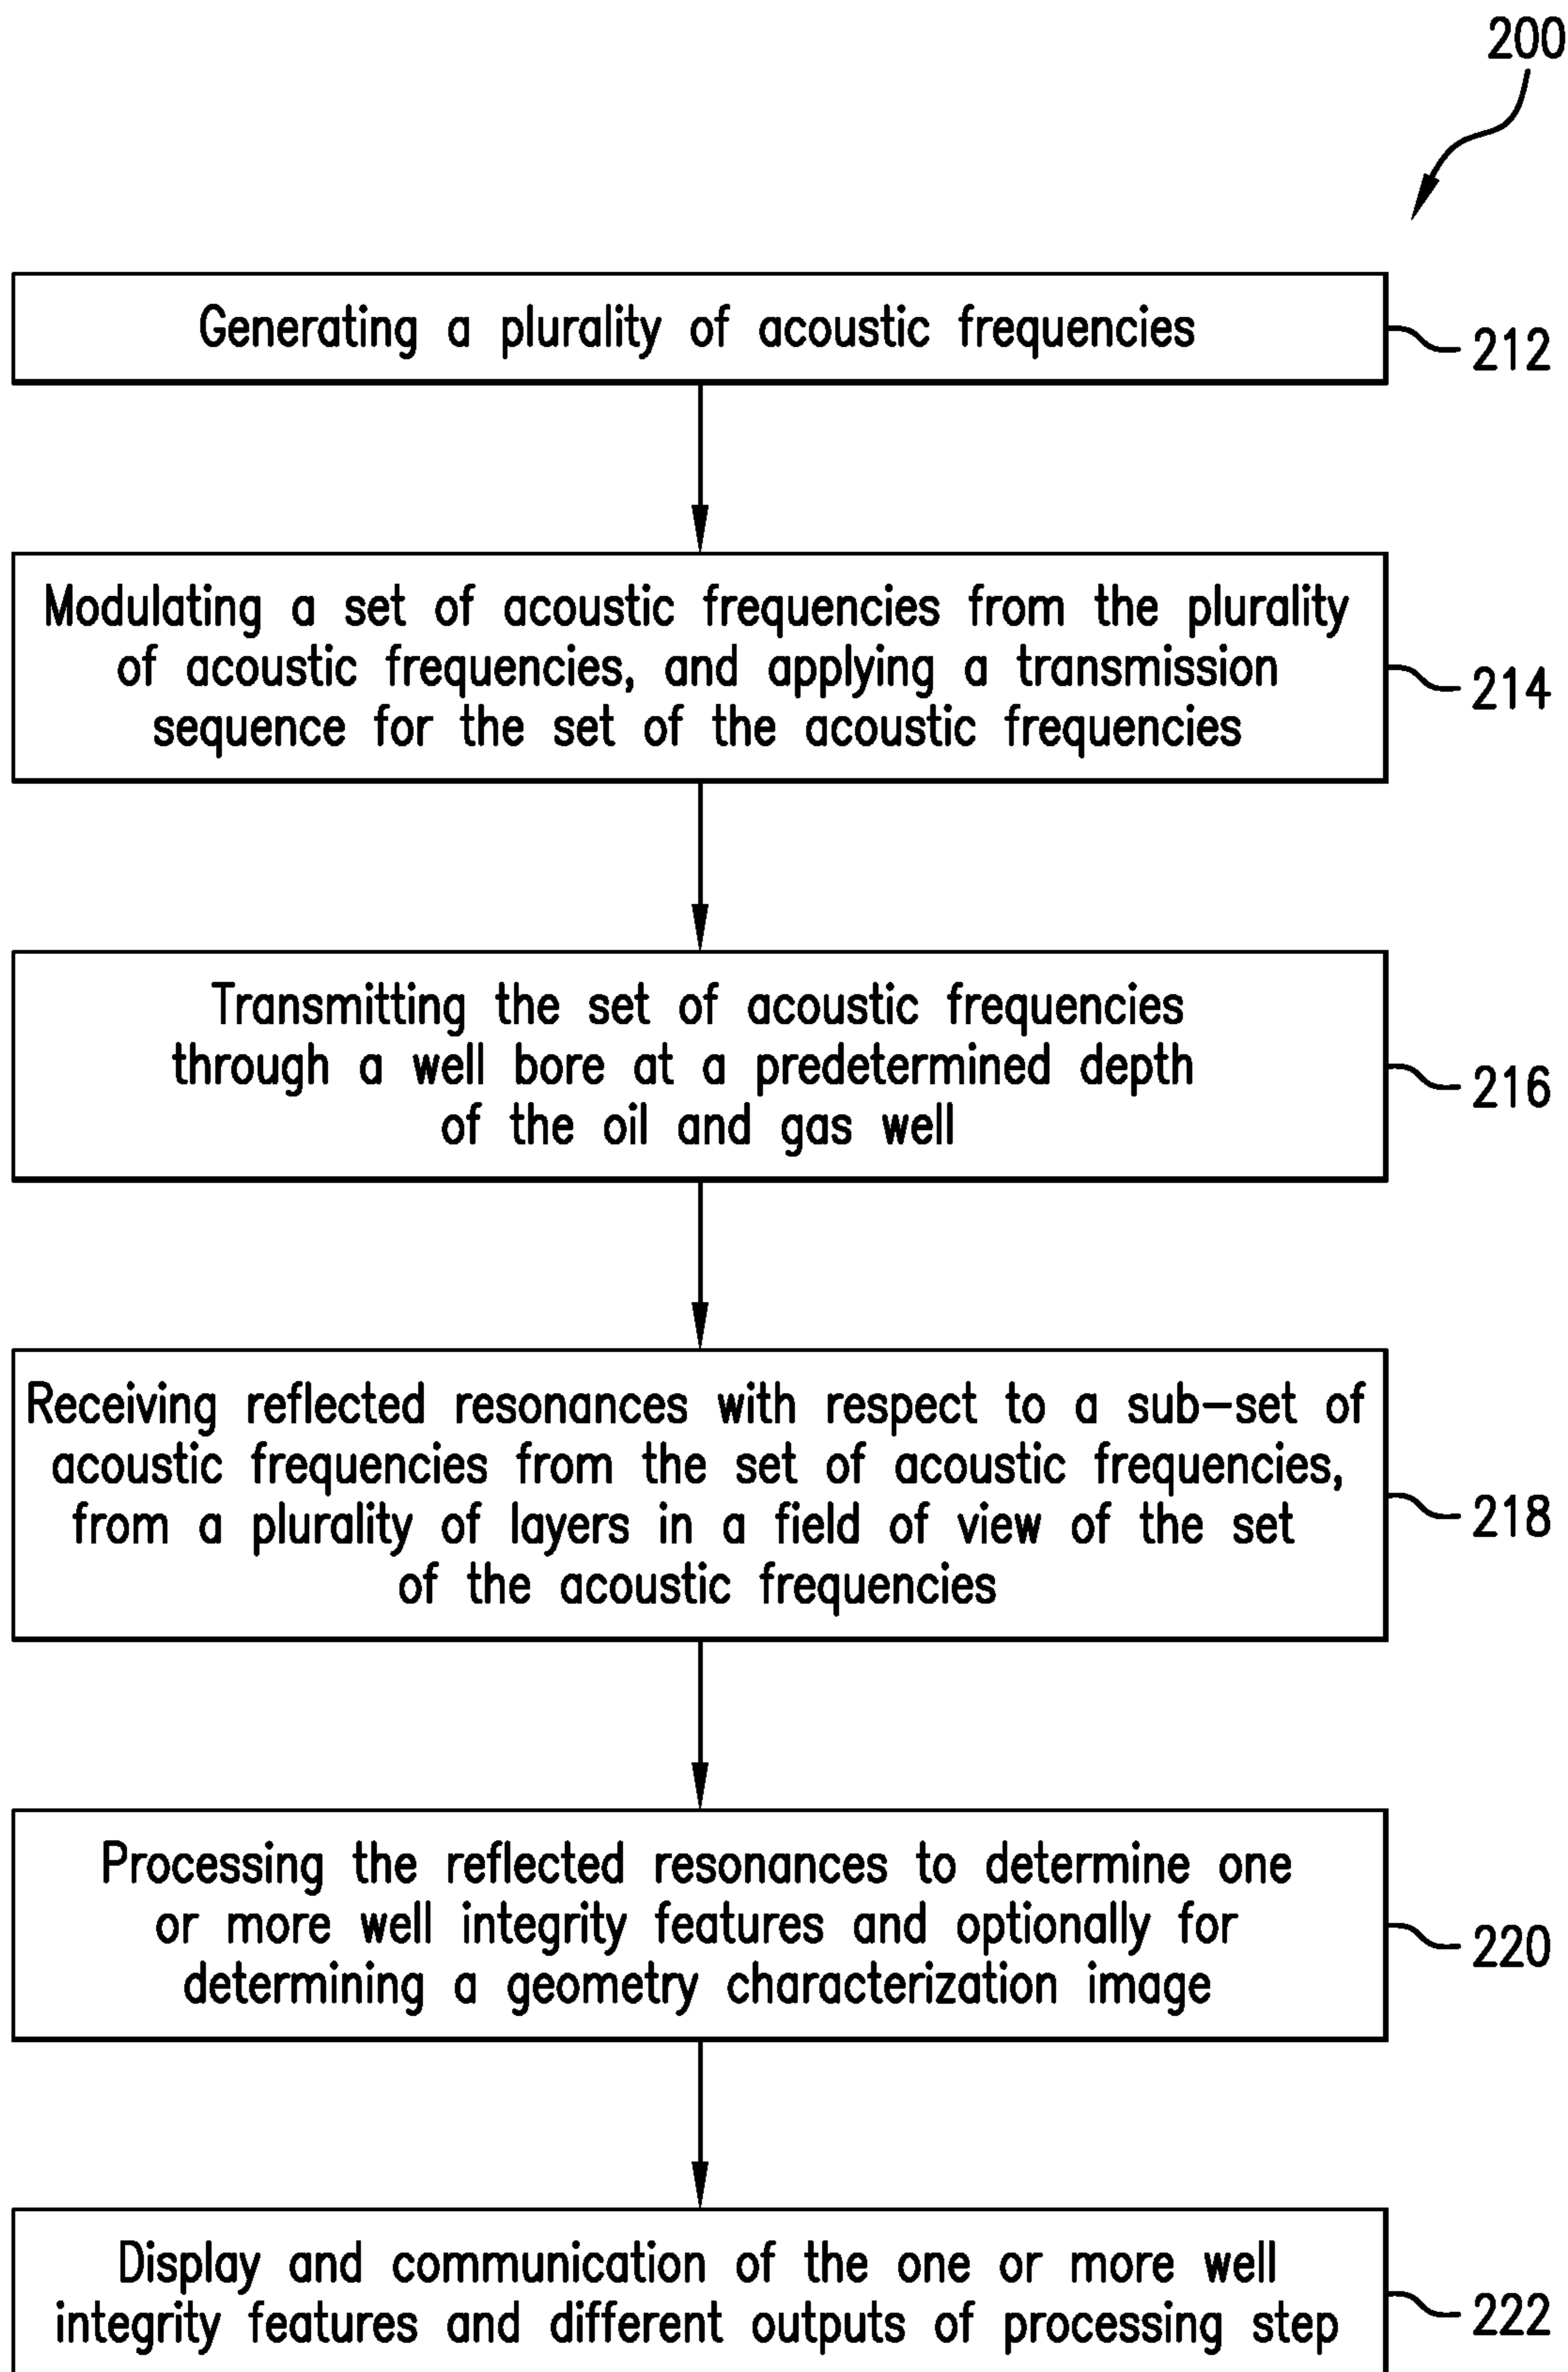 200
Generating a plurality of acoustic frequencies
212
Modulating a set of acoustic frequencies from the plurality
of acoustic frequencies, and applying a transmission
sequence for the set of the acoustic frequencies
214
Transmitting the set of acoustic frequencies
through a well bore at a predetermined depth
of the oil and gas well
216
Receiving reflected resonances with respect to a sub-set of
acoustic frequencies from the set of acoustic frequencies,
from a plurality of layers in a field of view of the set
of the acoustic frequencies
218
Processing the reflected resonances to determine one
or more well integrity features and optionally for
determining a geometry characterization image
220
Display and communication of the one or more well
integrity features and different outputs of processing step
222